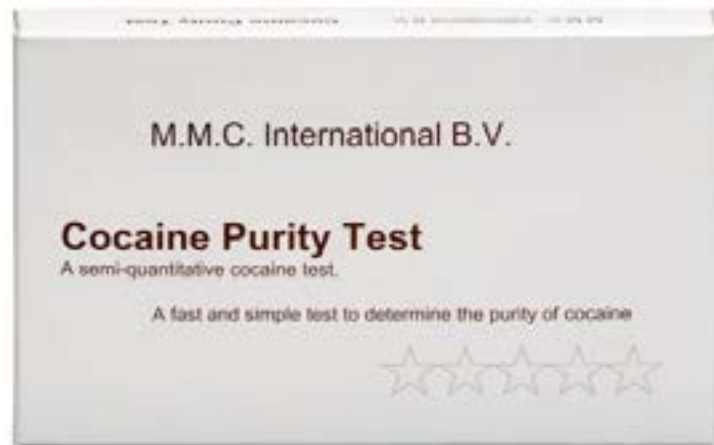 M.M.C. International B.V.
Cocaine Purity Test
A semi-quantitative cocaine test.
A fast and simple test to determine the purity of cocaine